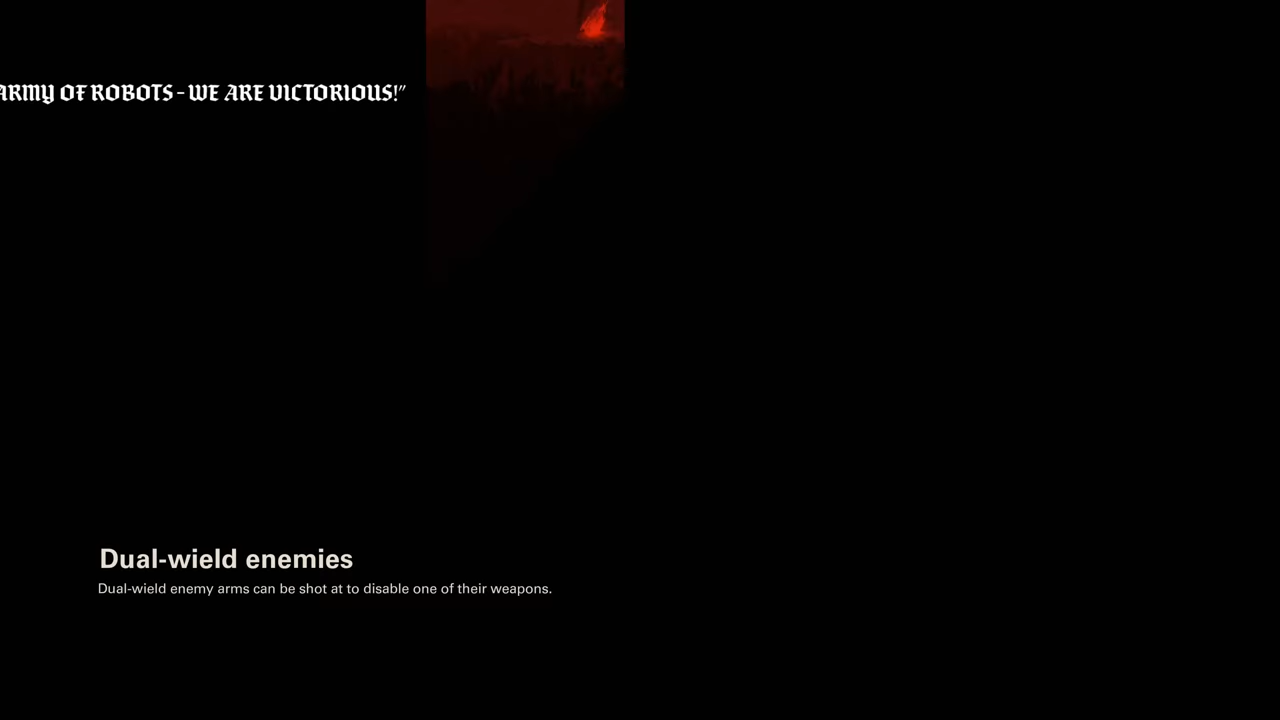 ARMY OF ROBOTS - WE ARE VICTORIOUS!”
Dual-wield enemies
Dual-wield enemy arms can be shot at to disable one of their weapons.